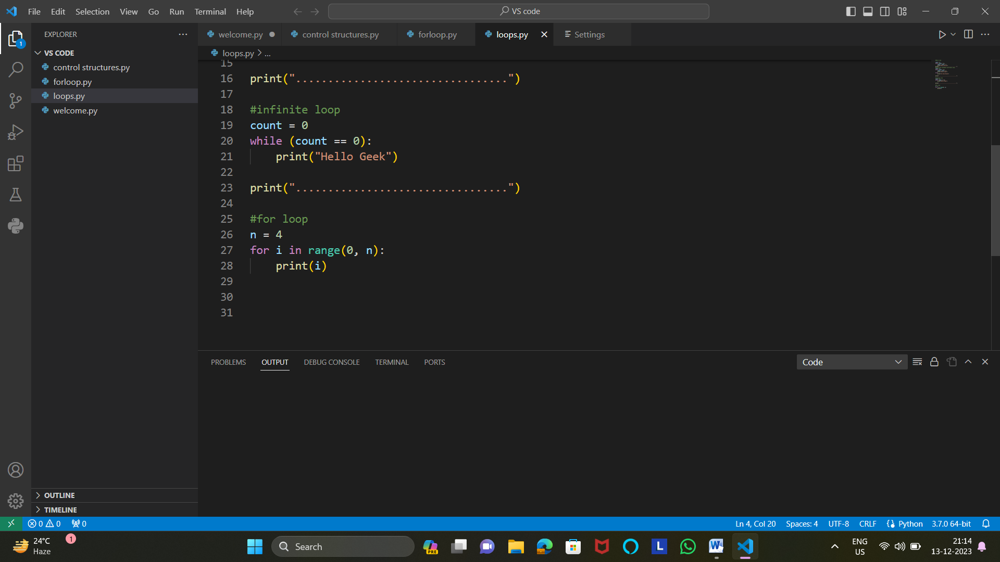 File Edit Selection View Go Run Terminal Help
VS code
EXPLORER
1
VS CODE
control structures.py
forloop.py
loops.py
welcome.py
OUTLINE
TIMELINE
welcome.py control structures.py forloop.py loops.py Settings
loops.py > ...
15
16 print(".................................")
17
18 #infinite loop
19 count = 0
20 while (count == 0):
21 print("Hello Geek")
22
23 print(".................................")
24
25 #for loop
26 n = 4
27 for i in range(0, n):
28 print(i)
29
30
31
PROBLEMS OUTPUT DEBUG CONSOLE TERMINAL PORTS
Code
0 0 0
Ln 4, Col 20 Spaces: 4 UTF-8 CRLF Python 3.7.0 64-bit
24°C
Haze
1
Search
PRE
L
W
ENG
US
21:14
13-12-2023